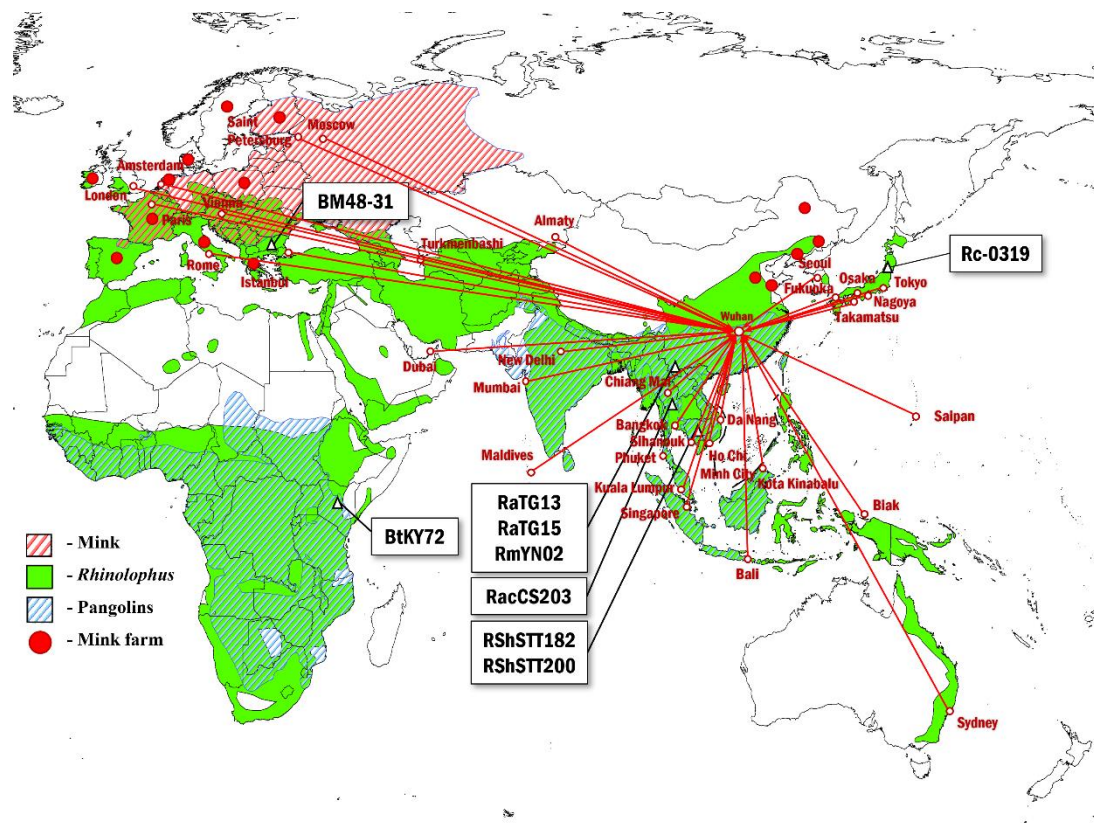 Saint
Petersburg
Moscow
Amsterdam
London
Vienna
Paris
BM48-31
Almaty
Turkmenbashi
Rome
Istanbul
Seoul
Rc-0319
Osaka
Tokyo
Fukuoka
Nagoya
Takamatsu
Wuhan
Dubai
New Delhi
Mumbai
Chiang Mai
Saipan
Bangkok
Da Nang
Sihanouk
Maldives
Phuket
Ho Chi
Minh City
Kota Kinabalu
Kuala Lumpur
Singapore
Biak
RaTG13
RaTG15
RmYN02
BtKY72
Bali
RacCS203
RShSTT182
RShSTT200
Sydney
- Mink
- Rhinolophus
- Pangolins
- Mink farm